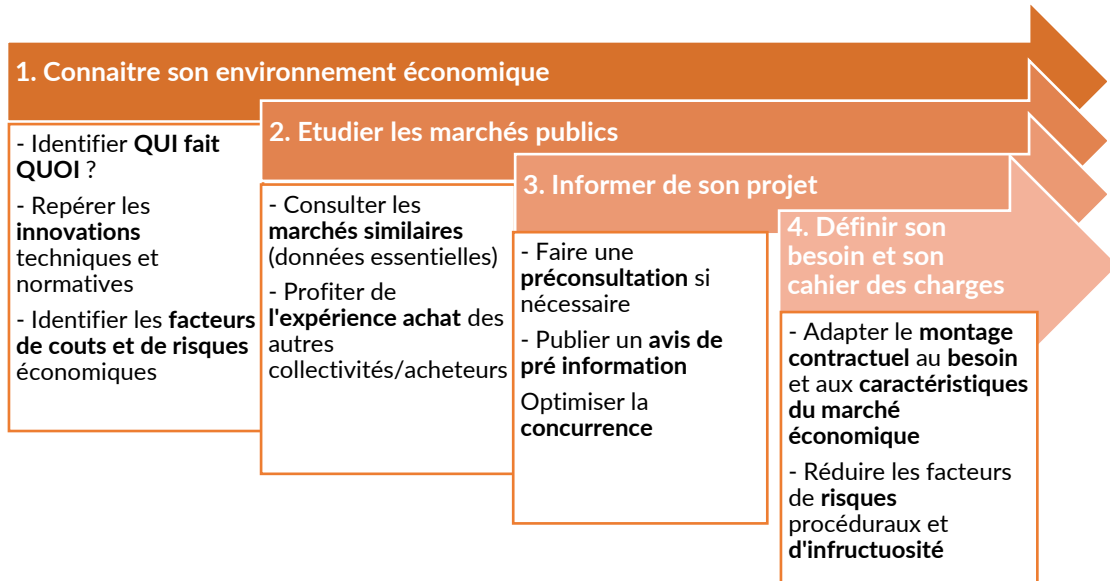 1. Connaitre son environnement économique
- Identifier QUI fait
QUOI ?
- Repérer les
innovations
techniques et
normatives
- Identifier les facteurs
de couts et de risques
économiques
2. Etudier les marchés publics
- Consulter les
marchés similaires
(données essentielles)
- Profiter de
l'expérience achat des
autres
collectivités/acheteurs
3. Informer de son projet
- Faire une
préconsultation si
nécessaire
- Publier un avis de
pré information
Optimiser la
concurrence
4. Définir son
besoin et son
cahier des charges
- Adapter le montage
contractuel au besoin
et aux caractéristiques
du marché
économique
- Réduire les facteurs
de risques
procéduraux et
d'infructuosité